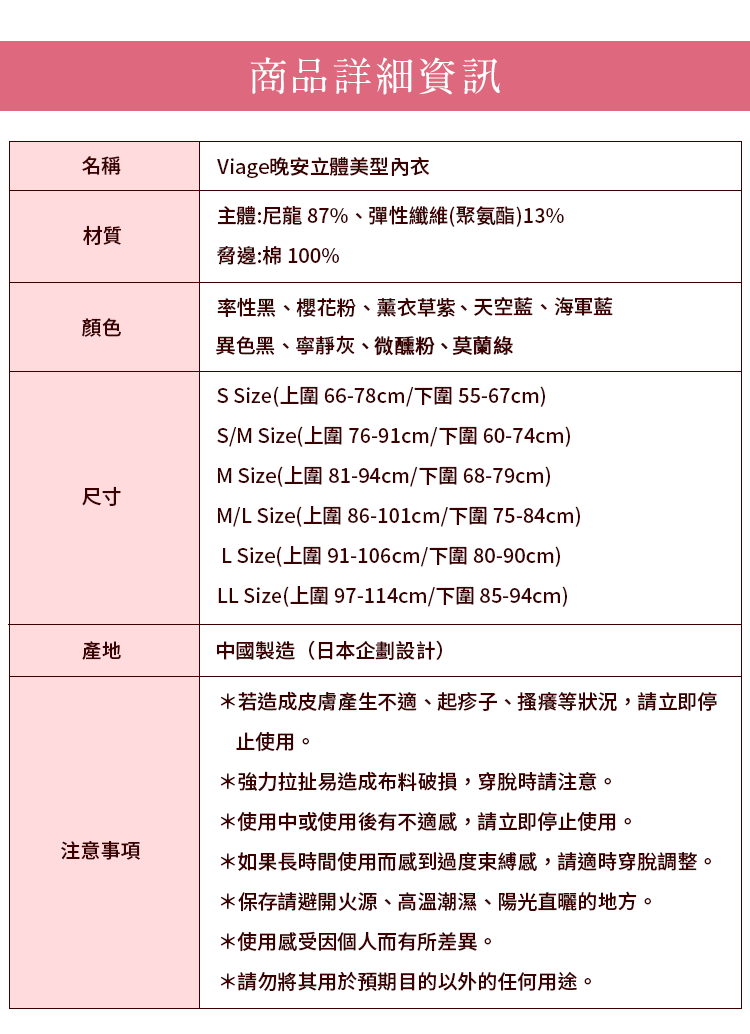 商品詳細資訊
名稱
Viage晚安立體美型內衣
材質
主體:尼龍 87%、彈性纖維(聚氨酯)13%
脅邊:棉 100%
顏色
率性黑、櫻花粉、薰衣草紫、天空藍、海軍藍
異色黑、寧靜灰、微醺粉、莫蘭綠
尺寸
S Size(上圍 66-78cm/下圍 55-67cm)
S/M Size(上圍 76-91cm/下圍 60-74cm)
M Size(上圍 81-94cm/下圍 68-79cm)
M/L Size(上圍 86-101cm/下圍 75-84cm)
L Size(上圍 91-106cm/下圍 80-90cm)
LL Size(上圍 97-114cm/下圍 85-94cm)
產地
中國製造（日本企劃設計）
注意事項
＊若造成皮膚產生不適、起疹子、搔癢等狀況，請立即停
止使用。
＊強力拉扯易造成布料破損，穿脫時請注意。
＊使用中或使用後有不適感，請立即停止使用。
＊如果長時間使用而感到過度束縛感，請適時穿脫調整。
＊保存請避開火源、高溫潮濕、陽光直曬的地方。
＊使用感受因個人而有所差異。
＊請勿將其用於預期目的以外的任何用途。